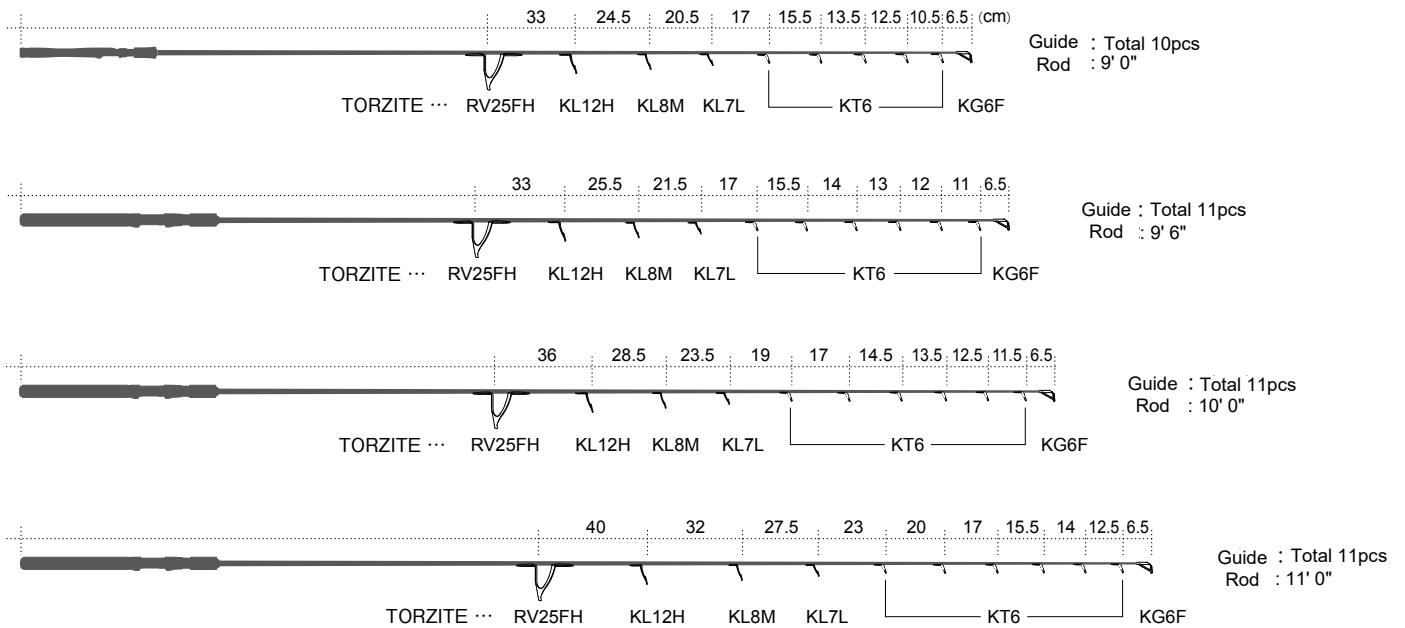 33 24.5 20.5 17 15.5 13.5 12.5 10.5 6.5 (cm)
Guide : Total 10pcs
Rod : 9' 0"
TORZITE ··· RV25FH KL12H KL8M KL7L KT6 KG6F
33 25.5 21.5 17 15.5 14 13 12 11 6.5
Guide : Total 11pcs
Rod : 9' 6"
TORZITE ··· RV25FH KL12H KL8M KL7L KT6 KG6F
36 28.5 23.5 19 17 14.5 13.5 12.5 11.5 6.5
Guide : Total 11pcs
Rod : 10' 0"
TORZITE ··· RV25FH KL12H KL8M KL7L KT6 KG6F
40 32 27.5 23 20 17 15.5 14 12.5 6.5
Guide : Total 11pcs
Rod : 11' 0"
TORZITE ··· RV25FH KL12H KL8M KL7L KT6 KG6F